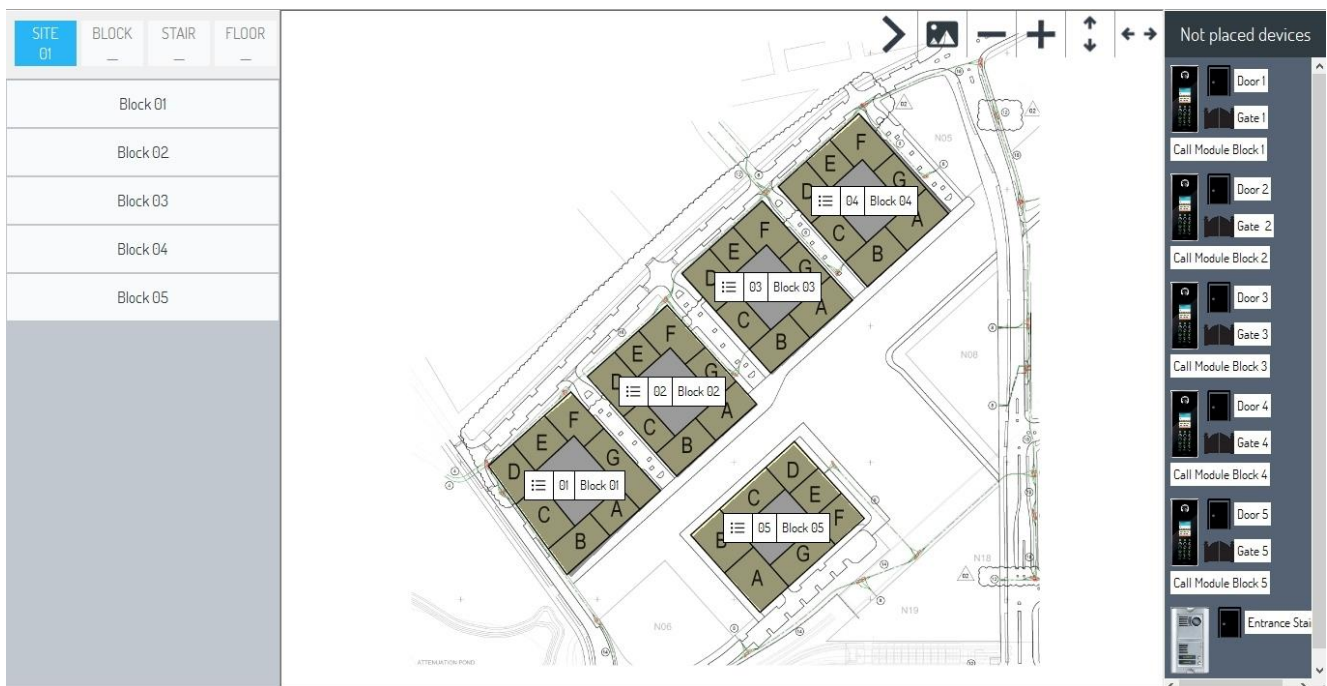 SITE
01
BLOCK
_
STAIR
_
FLOOR
_
Block 01
Block 02
Block 03
Block 04
Block 05
Not placed devices
Door 1
Gate 1
Call Module Block 1
Door 2
Gate 2
Call Module Block 2
Door 3
Gate 3
Call Module Block 3
Door 4
Gate 4
Call Module Block 4
Door 5
Gate 5
Call Module Block 5
Entrance Stai
N05
F
E
G
D
04 Block 04
A
C
B
F
E
G
D
03 Block 03
A
C
B
N08
F
E
G
D
02 Block 02
A
C
B
F
E
G
D
01 Block 01
A
C
B
D
C
E
05 Block 05
F
B
G
A
N18
N19
N06
02
02
02
ATTENUATION POND